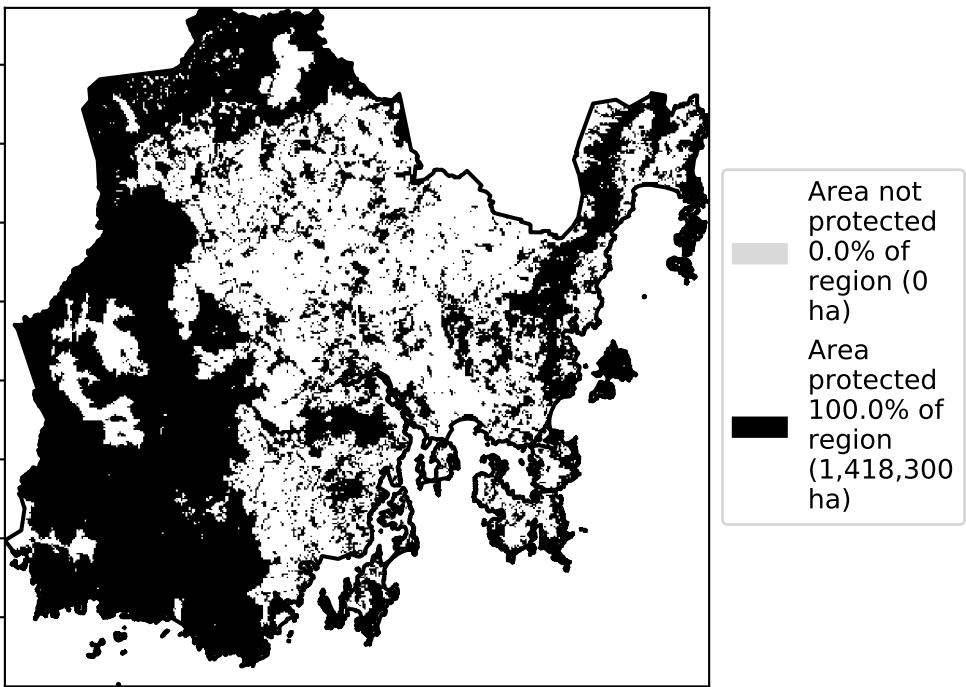 Area not
protected
0.0% of
region (0
ha)
Area
protected
100.0% of
region
(1,418,300
ha)